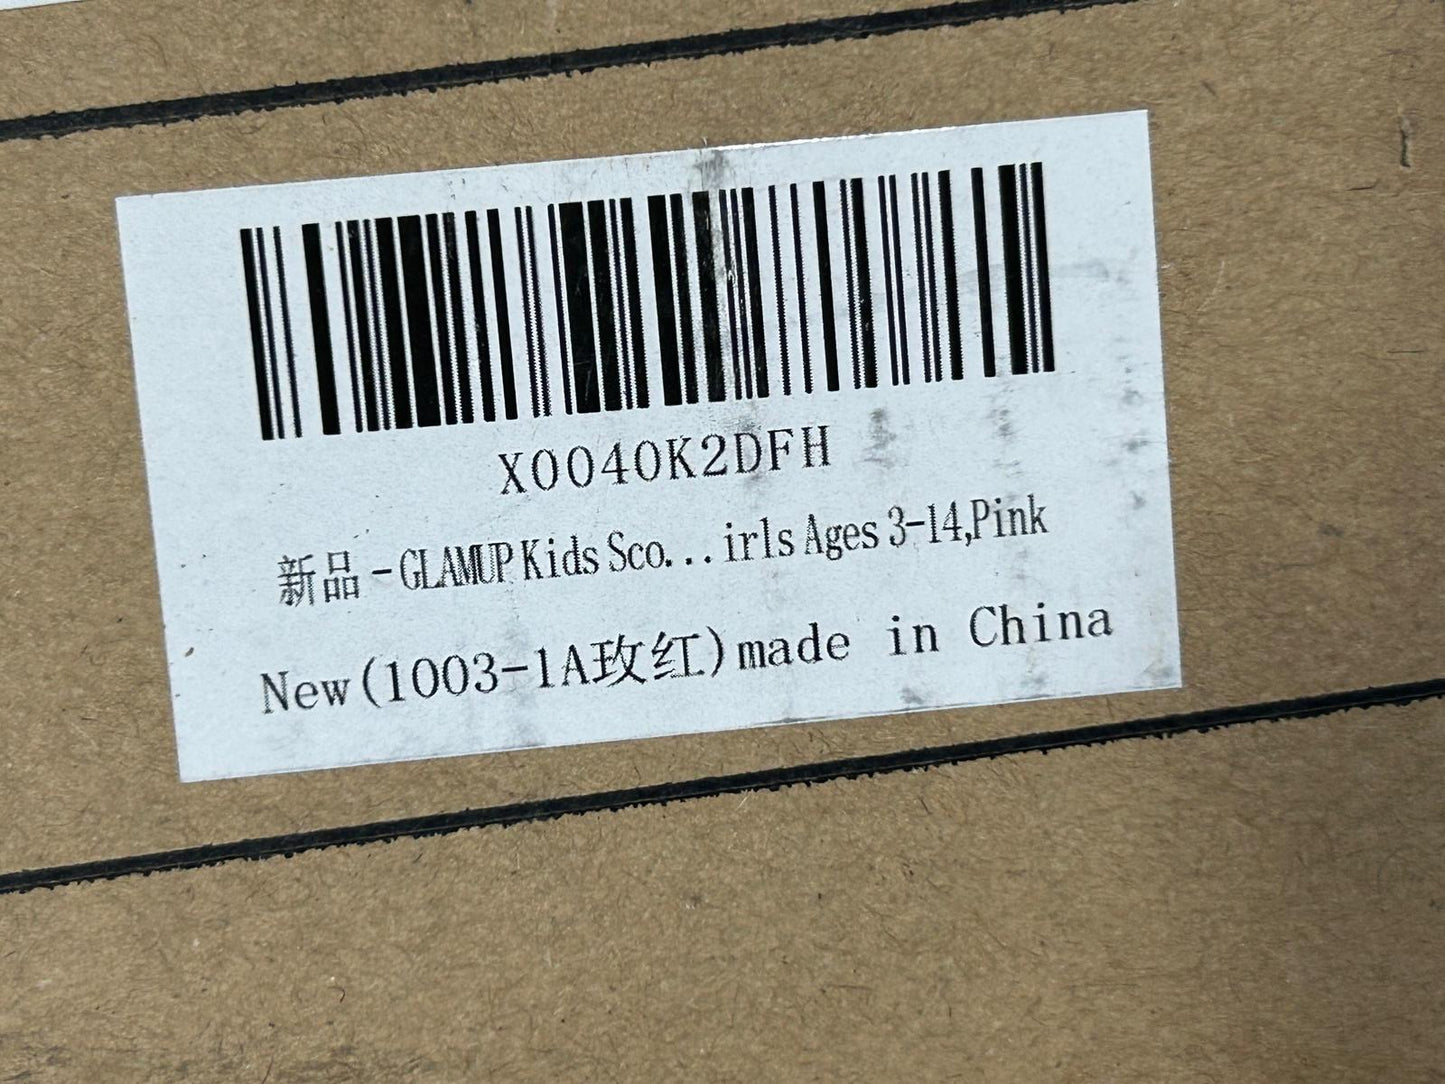 X0040K2DFH
新品 -GLAMUP Kids Sco...irls Ages 3-14,Pink
New(1003-1A玫红)made in China